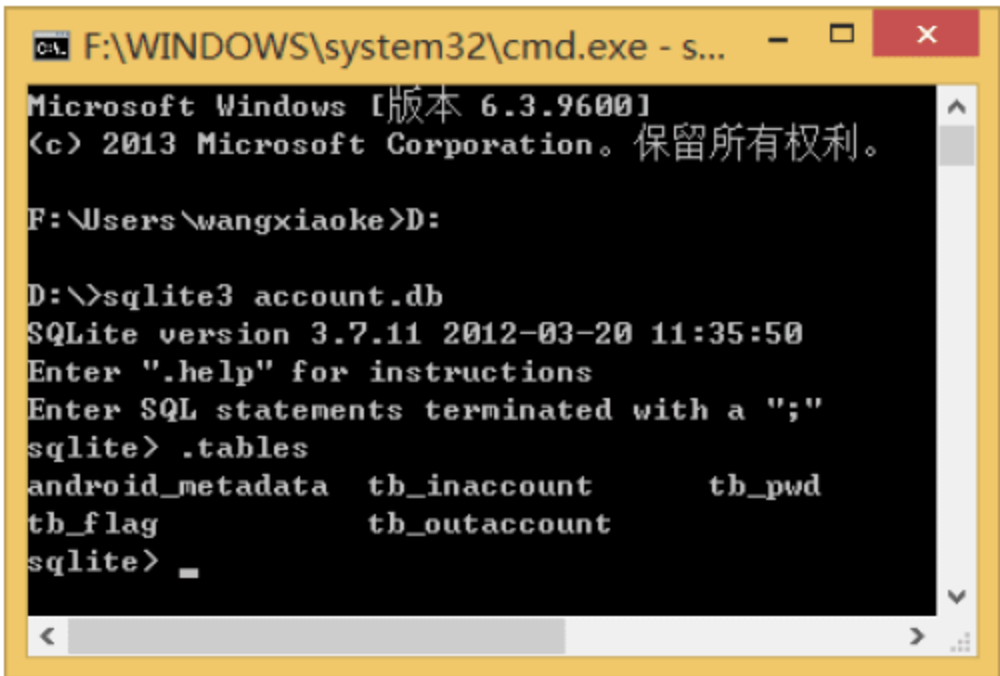 F:\WINDOWS\system32\cmd.exe - s...
Microsoft Windows [版本 6.3.9600]
(c) 2013 Microsoft Corporation。保留所有权利。
F:\Users\wangxiaoke>D:
D:\>sqlite3 account.db
SQLite version 3.7.11 2012-03-20 11:35:50
Enter ".help" for instructions
Enter SQL statements terminated with a ";"
sqlite> .tables
android_metadata  tb_inaccount      tb_pwd
tb_flag           tb_outaccount
sqlite> _